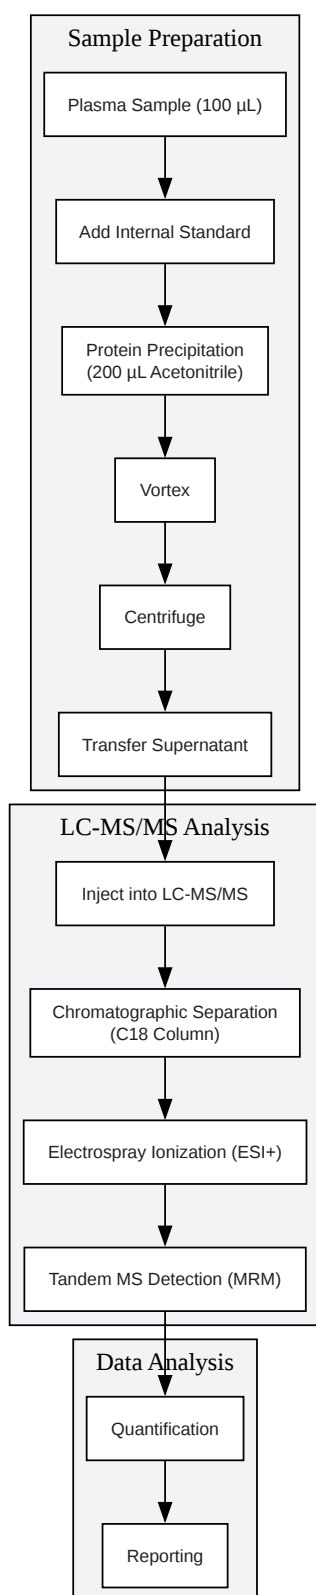 Sample Preparation
Plasma Sample (100 µL)
Add Internal Standard
Protein Precipitation
(200 µL Acetonitrile)
Vortex
Centrifuge
Transfer Supernatant
LC-MS/MS Analysis
Inject into LC-MS/MS
Chromatographic Separation
(C18 Column)
Electrospray Ionization (ESI+)
Tandem MS Detection (MRM)
Data Analysis
Quantification
Reporting